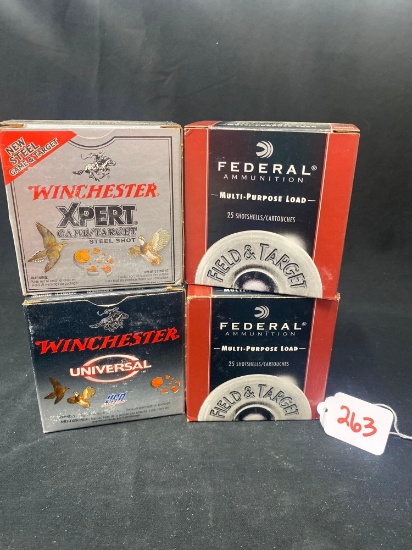 NEW
STEEL
GAME & TARGET
WINCHESTER
XPERT
GAME/TARGET
STEEL SHOT
FEDERAL®
AMMUNITION
MULTI-PURPOSE LOAD
25 SHOTSHELLS/CARTOUCHES
FIELD & TARGET
WINCHESTER
UNIVERSAL
FEDERAL®
AMMUNITION
MULTI-PURPOSE LOAD
25 SHOTSHELLS/CARTOUCHES
FIELD & TARGET
263